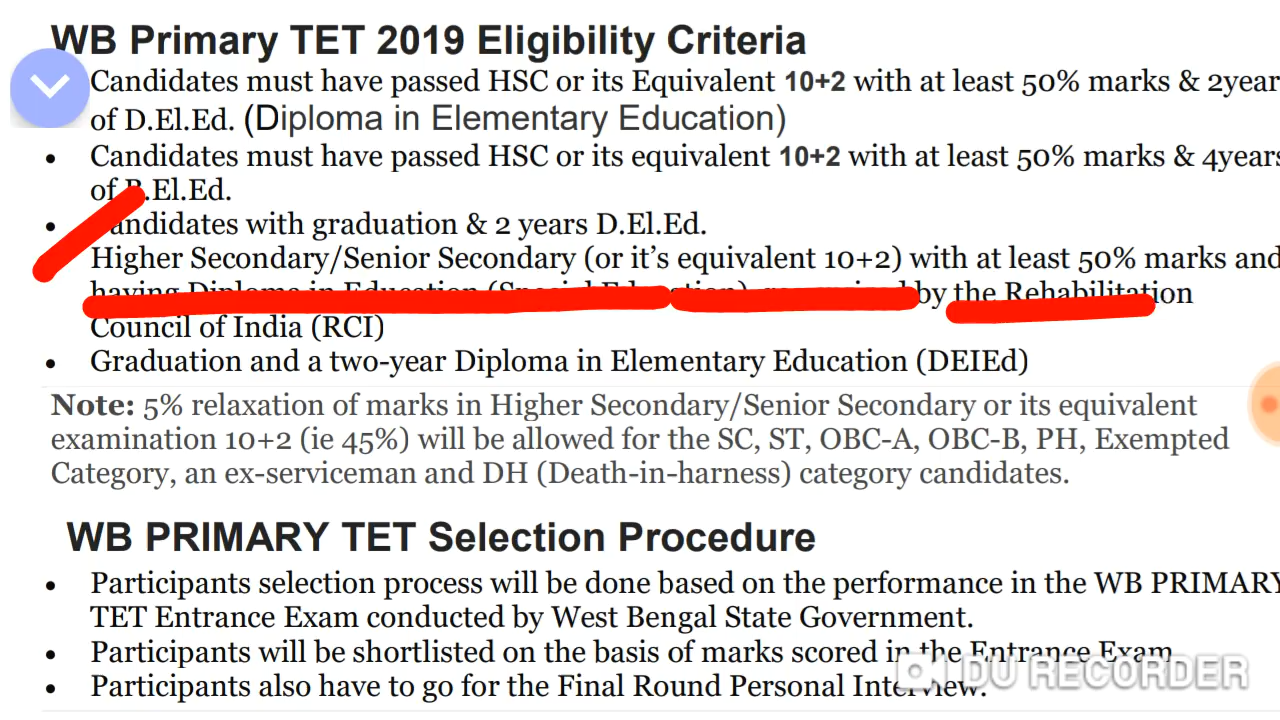 WB Primary TET 2019 Eligibility Criteria
Candidates must have passed HSC or its Equivalent 10+2 with at least 50% marks & 2year
of D.El.Ed. (Diploma in Elementary Education)
• Candidates must have passed HSC or its equivalent 10+2 with at least 50% marks & 4years
of B.El.Ed.
• Candidates with graduation & 2 years D.El.Ed.
Higher Secondary/Senior Secondary (or it's equivalent 10+2) with at least 50% marks and
having Diploma in Education (Special Education) by the Rehabilitation
Council of India (RCI)
• Graduation and a two-year Diploma in Elementary Education (DEIEd)
Note: 5% relaxation of marks in Higher Secondary/Senior Secondary or its equivalent
examination 10+2 (ie 45%) will be allowed for the SC, ST, OBC-A, OBC-B, PH, Exempted
Category, an ex-serviceman and DH (Death-in-harness) category candidates.
WB PRIMARY TET Selection Procedure
• Participants selection process will be done based on the performance in the WB PRIMARY
TET Entrance Exam conducted by West Bengal State Government.
• Participants will be shortlisted on the basis of marks scored in the Entrance Exam.
• Participants also have to go for the Final Round Personal Interview.
DU RECORDER